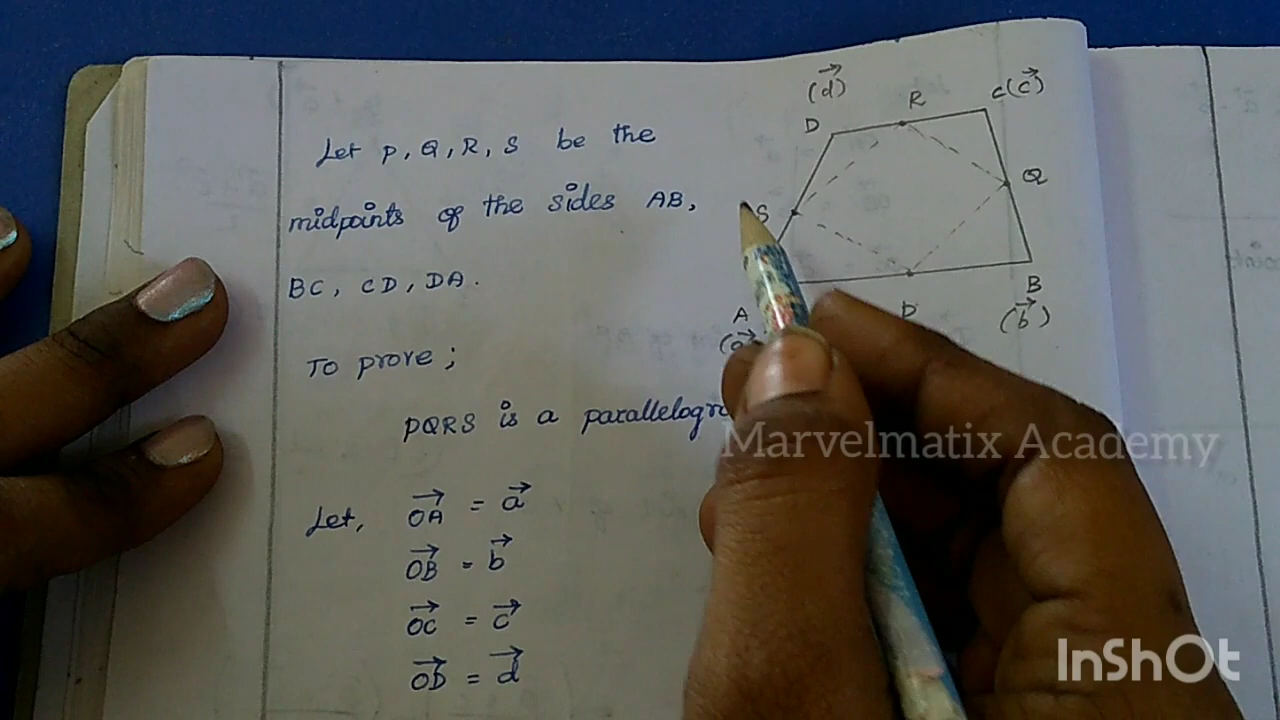 Let P, Q, R, S be the
midpoints of the sides AB,
BC, CD, DA.
To prove;
PQRS is a
Let, →OA = →a
→OB = →b
→OC = →c
→OD = →d
(→d)
D
R
C(→c)
Q
S
A
P
B
(→b)
Marvelmatix Academy
InShOt